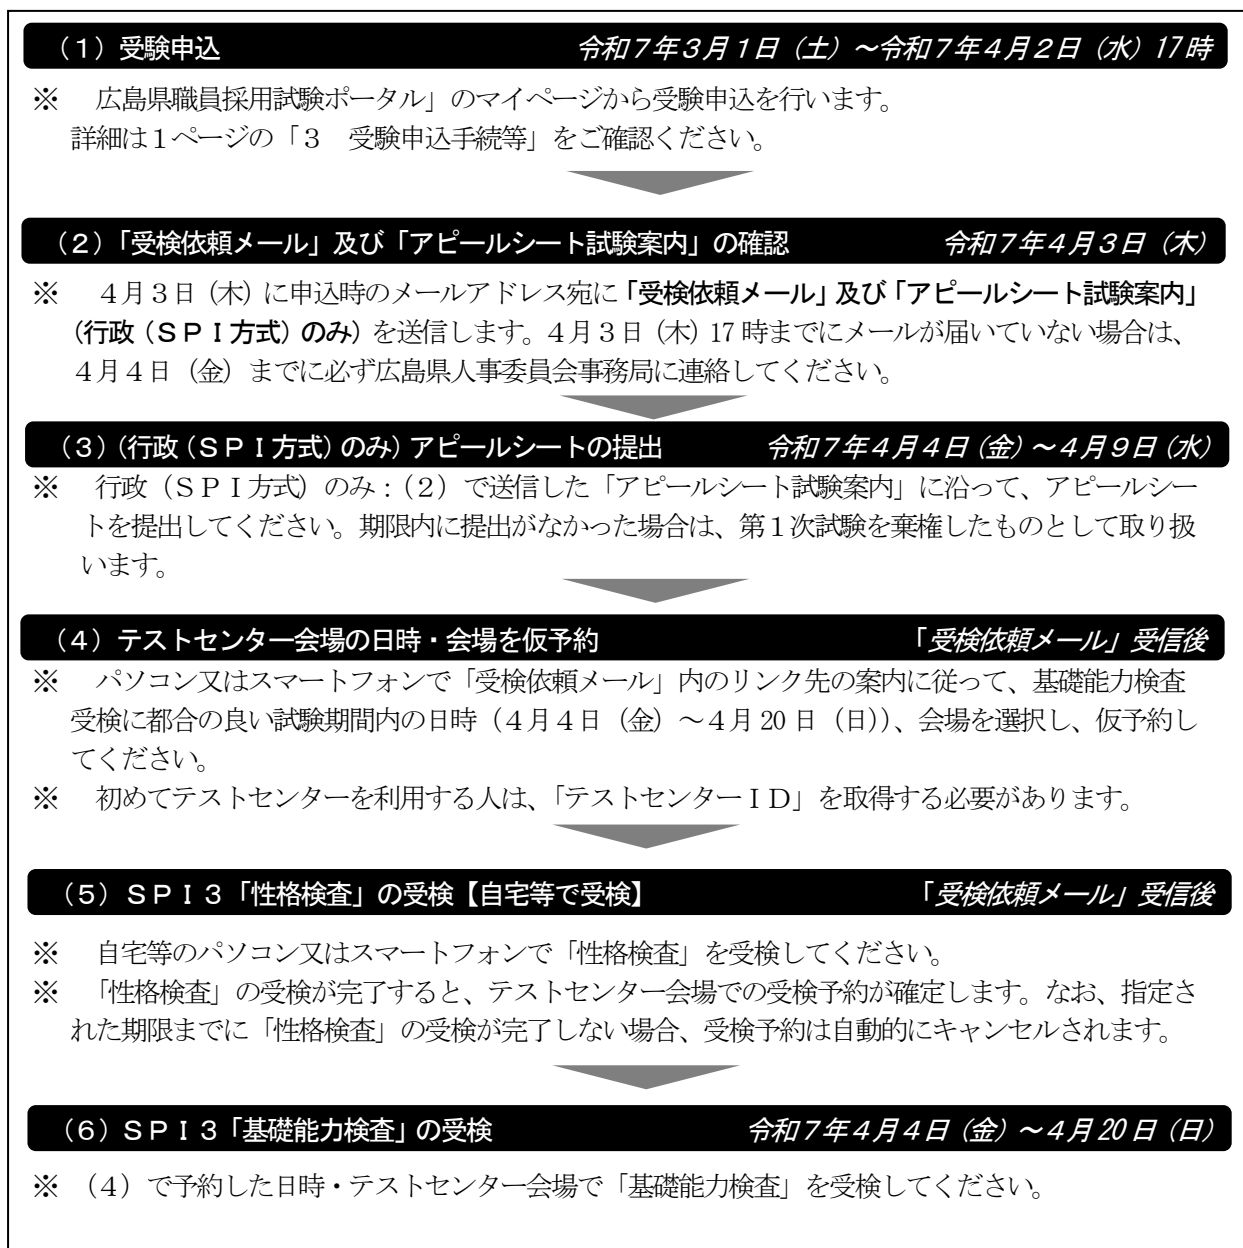 （１）受験申込 令和７年３月１日（土）～令和７年４月２日（水）17時
※　広島県職員採用試験ポータル」のマイページから受験申込を行います。
詳細は１ページの「３　受験申込手続等」をご確認ください。
（２）「受検依頼メール」及び「アピールシート試験案内」の確認 令和７年４月３日（木）
※　４月３日（木）に申込時のメールアドレス宛に「受検依頼メール」及び「アピールシート試験案内」
（行政（ＳＰＩ方式）のみ）を送信します。４月３日（木）17時までにメールが届いていない場合は、
４月４日（金）までに必ず広島県人事委員会事務局に連絡してください。
（３）（行政（ＳＰＩ方式）のみ）アピールシートの提出 令和７年４月４日（金）～４月９日（水）
※　行政（ＳＰＩ方式）のみ：（２）で送信した「アピールシート試験案内」に沿って、アピールシー
トを提出してください。期限内に提出がなかった場合は、第１次試験を棄権したものとして取り扱
います。
（４）テストセンター会場の日時・会場を仮予約 「受検依頼メール」受信後
※　パソコン又はスマートフォンで「受検依頼メール」内のリンク先の案内に従って、基礎能力検査
受検に都合の良い試験期間内の日時（４月４日（金）～４月20日（日））、会場を選択し、仮予約し
てください。
※　初めてテストセンターを利用する人は、「テストセンターＩＤ」を取得する必要があります。
（５）ＳＰＩ３「性格検査」の受検【自宅等で受検】 「受検依頼メール」受信後
※　自宅等のパソコン又はスマートフォンで「性格検査」を受検してください。
※　「性格検査」の受検が完了すると、テストセンター会場での受検予約が確定します。なお、指定さ
れた期限までに「性格検査」の受検が完了しない場合、受検予約は自動的にキャンセルされます。
（６）ＳＰＩ３「基礎能力検査」の受検 令和７年４月４日（金）～４月20日（日）
※　（４）で予約した日時・テストセンター会場で「基礎能力検査」を受検してください。